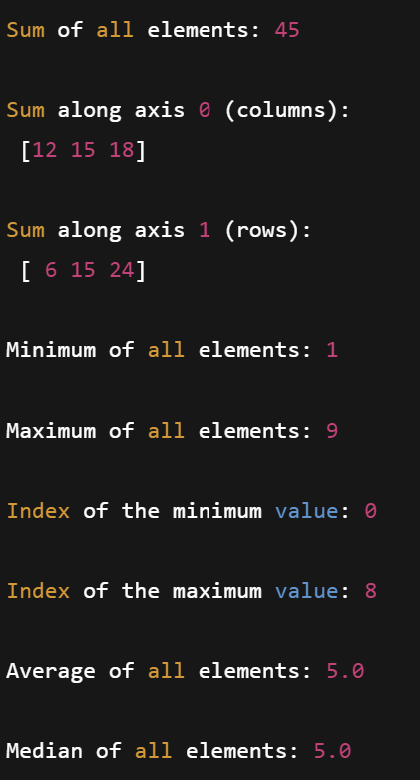 Sum of all elements: 45
Sum along axis 0 (columns):
[12 15 18]
Sum along axis 1 (rows):
[ 6 15 24]
Minimum of all elements: 1
Maximum of all elements: 9
Index of the minimum value: 0
Index of the maximum value: 8
Average of all elements: 5.0
Median of all elements: 5.0